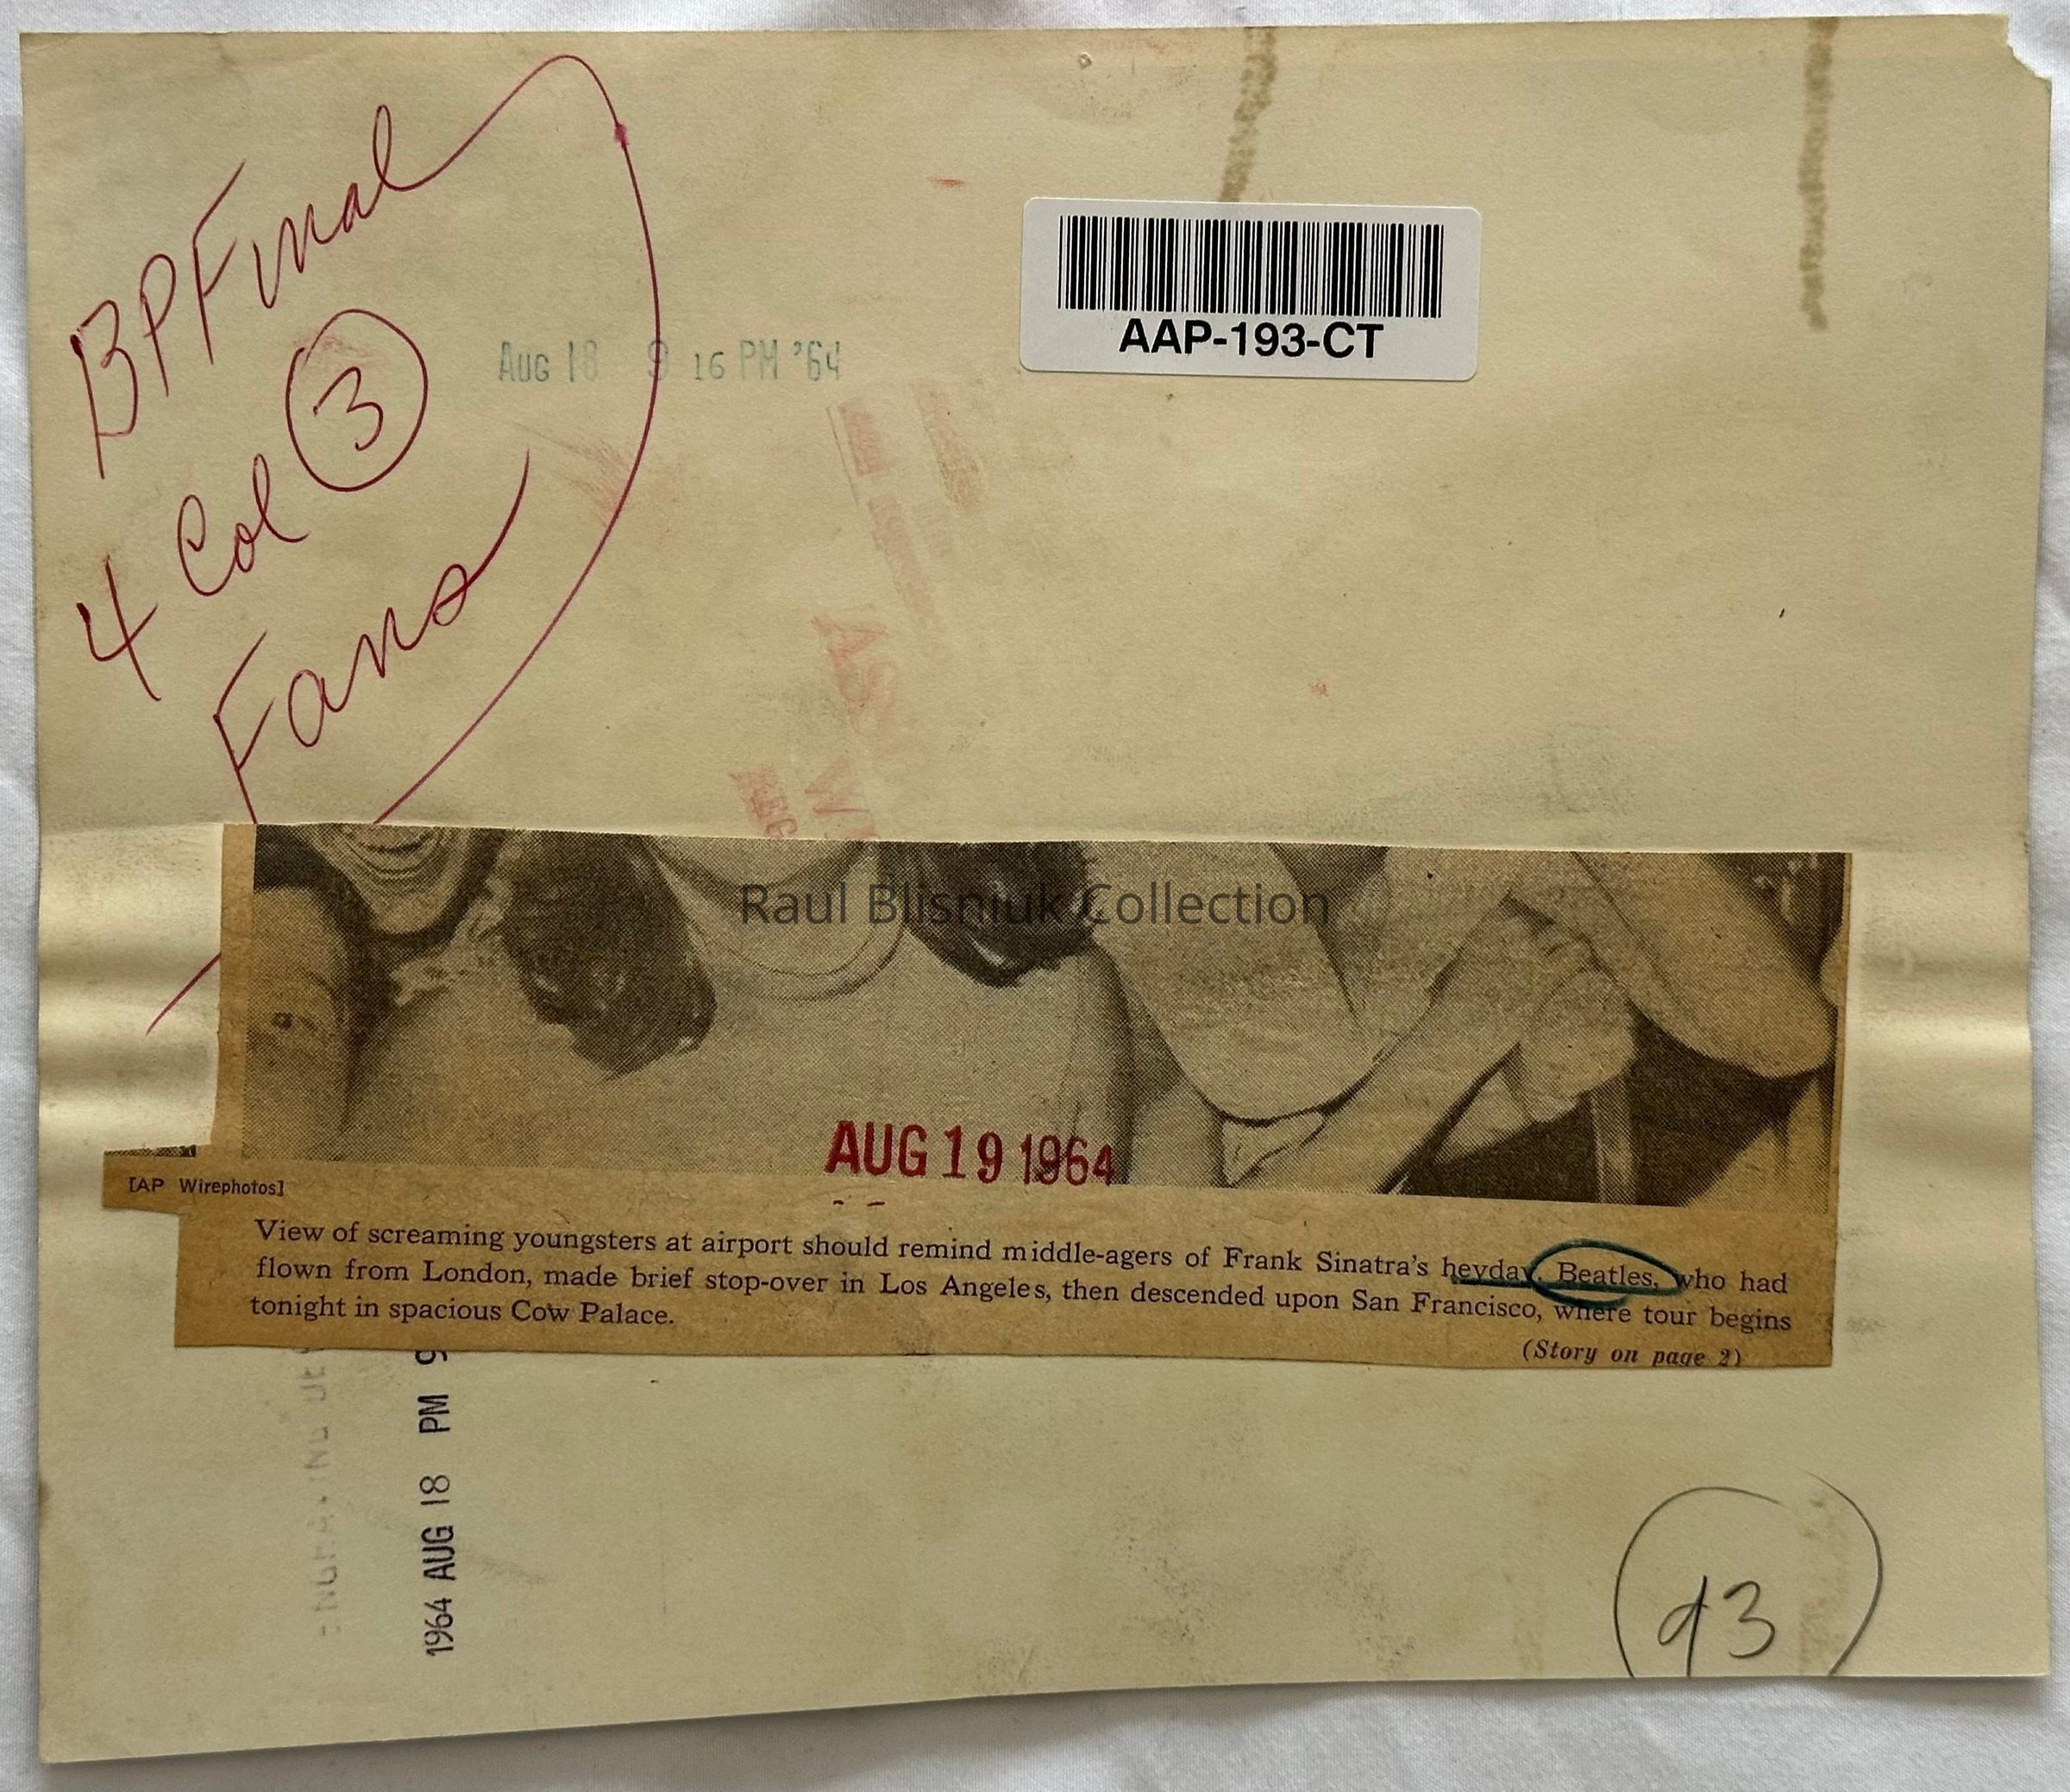 BPFinal
4 Col 3
Fans
AUG 18 9 16 PM '64
AAP-193-CT
Raul Blisniuk Collection
AUG 19 1964
[AP Wirephotos]
View of screaming youngsters at airport should remind middle-agers of Frank Sinatra's heyday. Beatles, who had
flown from London, made brief stop-over in Los Angeles, then descended upon San Francisco, where tour begins
tonight in spacious Cow Palace.
(Story on page 2)
1964 AUG 18 PM 9